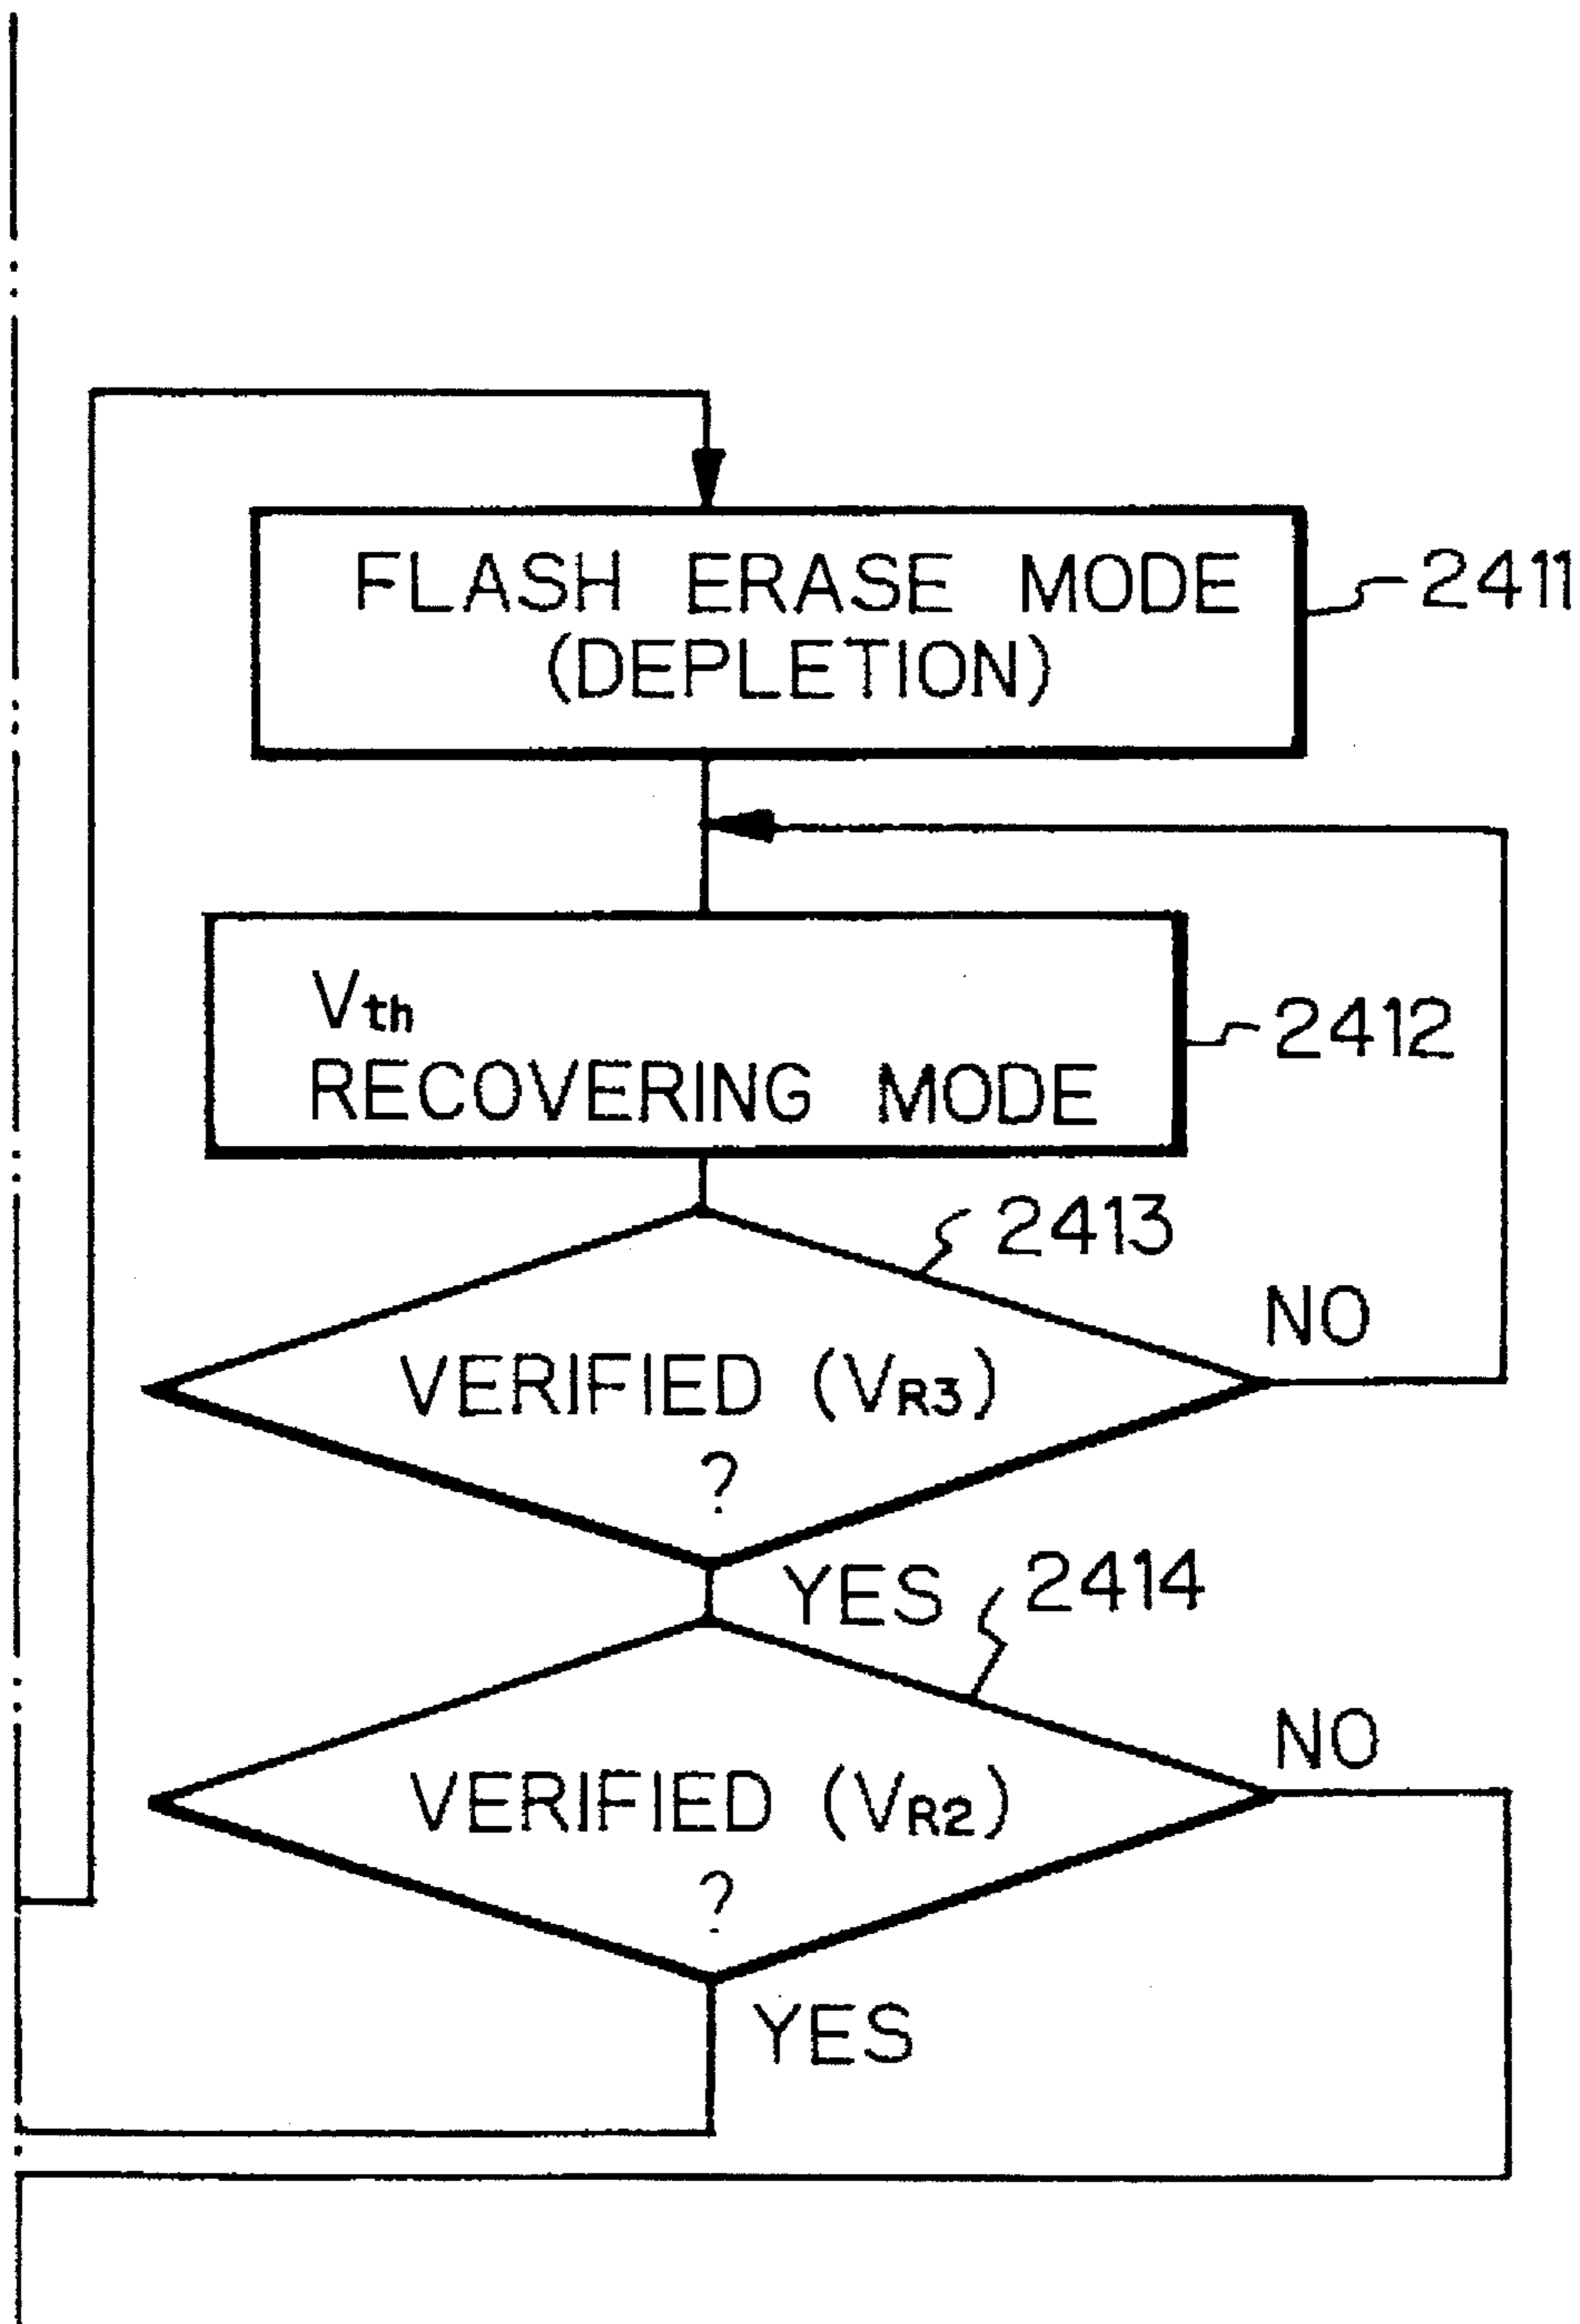 FLASH ERASE MODE
(DEPLETION)
2411
Vth
RECOVERING MODE
2412
2413
NO
VERIFIED (VR3)
?
YES
2414
NO
VERIFIED (VR2)
?
YES